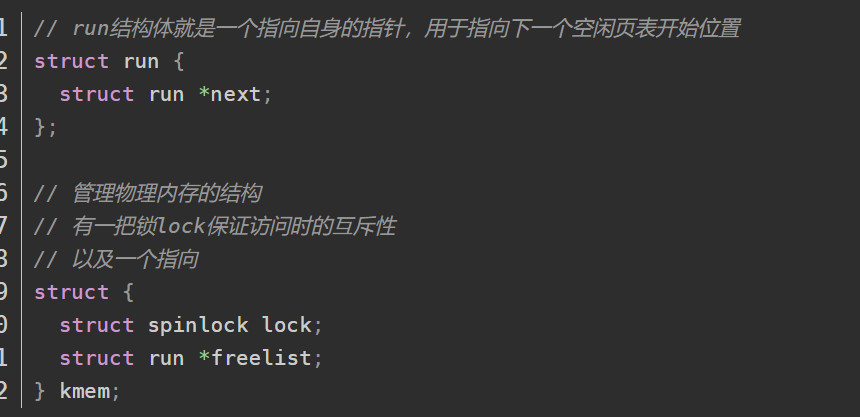 1 // run结构体就是一个指向自身的指针，用于指向下一个空闲页表开始位置
2 struct run {
3   struct run *next;
4 };
5
6 // 管理物理内存的结构
7 // 有一把锁lock保证访问时的互斥性
8 // 以及一个指向
9 struct {
0   struct spinlock lock;
1   struct run *freelist;
2 } kmem;